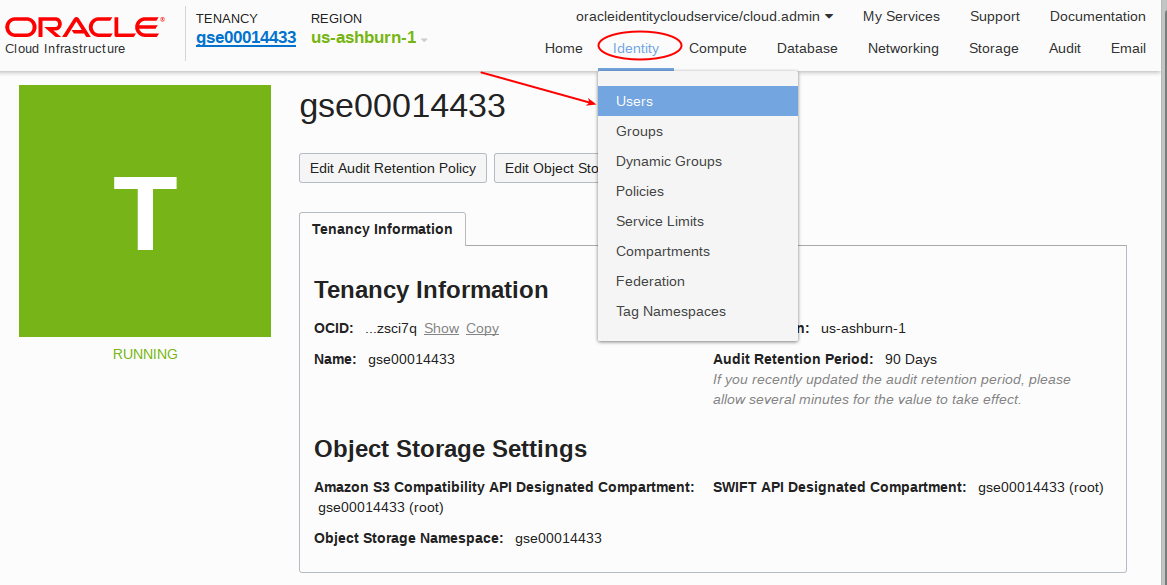 ORACLE®
Cloud Infrastructure
TENANCY
gse00014433
REGION
us-ashburn-1
oracleidentitycloudservice/cloud.admin My Services Support Documentation
Home Identity Compute Database Networking Storage Audit Email
Users
Groups
Dynamic Groups
Policies
Service Limits
Compartments
Federation
Tag Namespaces
T
RUNNING
gse00014433
Edit Audit Retention Policy Edit Object Sto
Tenancy Information
Tenancy Information
OCID: ...zsci7q Show Copy
n: us-ashburn-1
Name: gse00014433
Audit Retention Period: 90 Days
If you recently updated the audit retention period, please
allow several minutes for the value to take effect.
Object Storage Settings
Amazon S3 Compatibility API Designated Compartment:
gse00014433 (root)
SWIFT API Designated Compartment: gse00014433 (root)
Object Storage Namespace: gse00014433